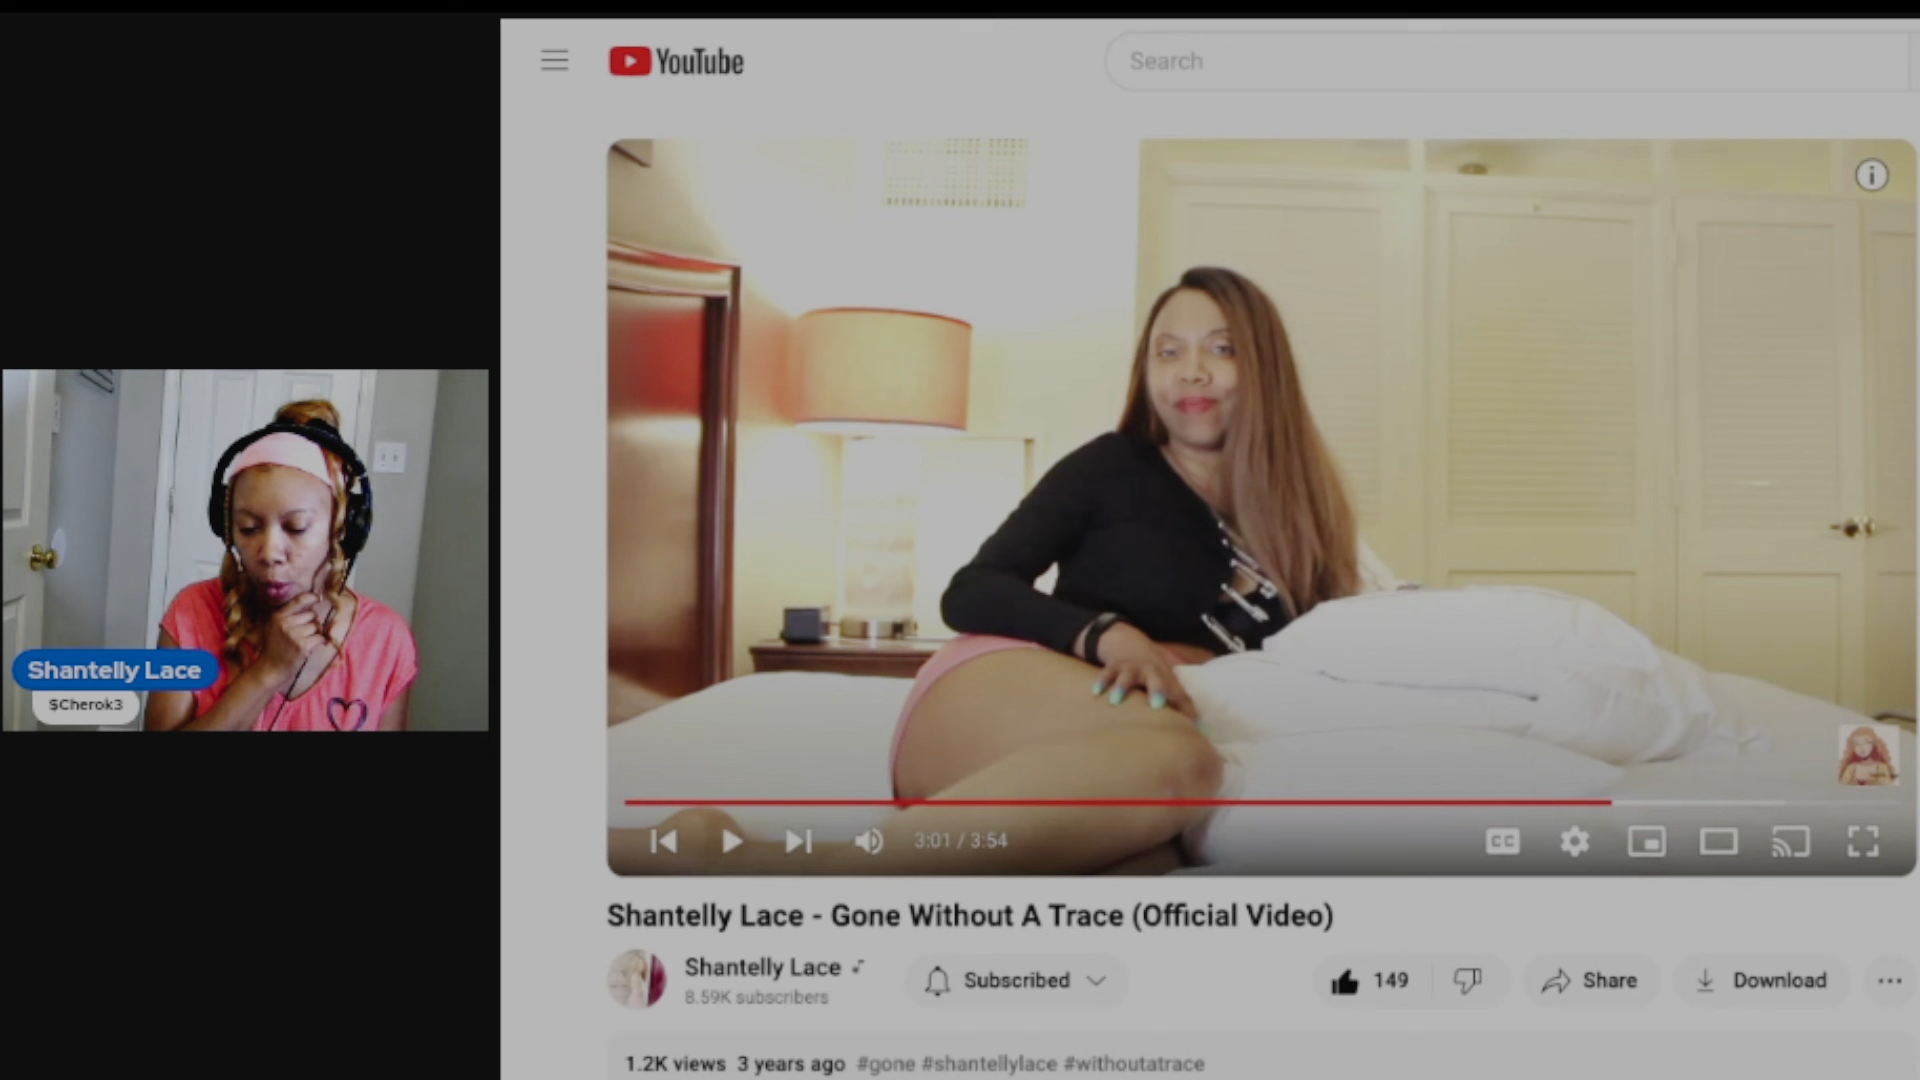 YouTube
Search
Shantelly Lace
$Cherok3
3:01 / 3:54
CC
Shantelly Lace - Gone Without A Trace (Official Video)
Shantelly Lace
8.59K subscribers
Subscribed
149
Share
Download
1.2K views 3 years ago #gone #shantellylace #withoutatrace